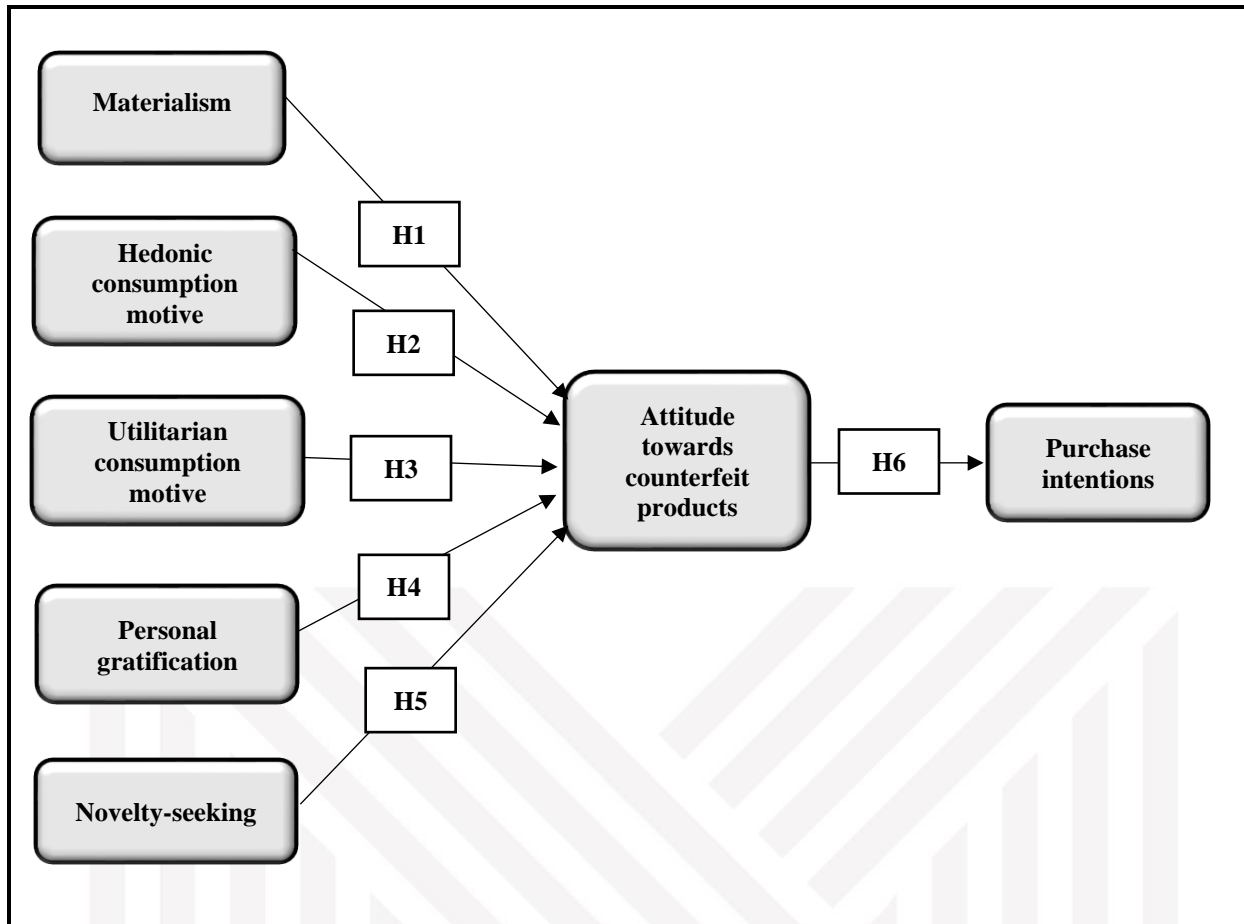 Materialism
H1
Hedonic
consumption
motive
H2
Utilitarian
consumption
motive
H3
Personal
gratification
H4
Novelty-seeking
H5
Attitude
towards
counterfeit
products
H6
Purchase
intentions